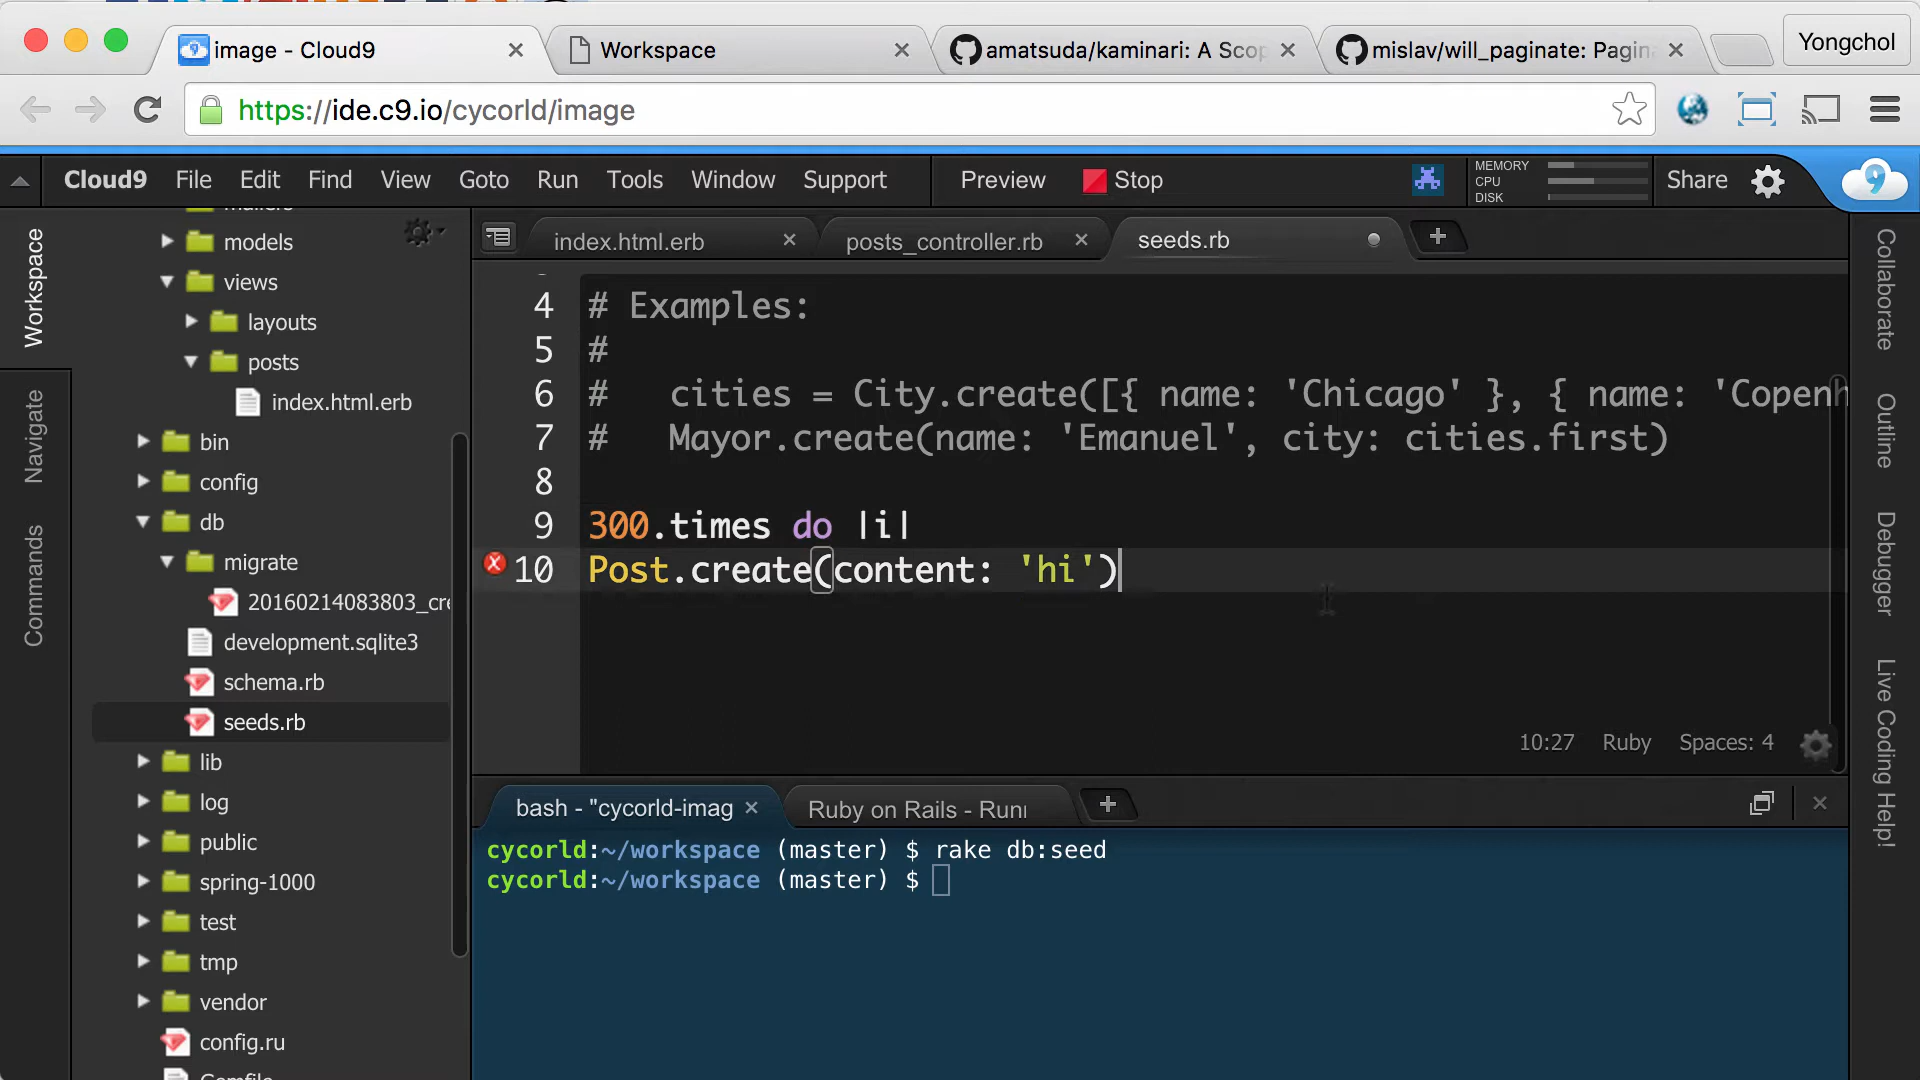 image - Cloud9
Workspace
amatsuda/kaminari: A Scop
mislav/will_paginate: Pagin
Yongchol
https://ide.c9.io/cycorld/image
Cloud9 File Edit Find View Goto Run Tools Window Support Preview Stop
MEMORY
CPU
DISK
Share
Workspace
Navigate
Commands
mailers
models
views
layouts
posts
index.html.erb
bin
config
db
migrate
20160214083803_cre
development.sqlite3
schema.rb
seeds.rb
lib
log
public
spring-1000
test
tmp
vendor
config.ru
Gemfile
index.html.erb
posts_controller.rb
seeds.rb
4 # Examples:
5 #
6 #   cities = City.create([{ name: 'Chicago' }, { name: 'Copenh
7 #   Mayor.create(name: 'Emanuel', city: cities.first)
8
9 300.times do |i|
10 Post.create(content: 'hi')
10:27 Ruby Spaces: 4
bash - "cycorld-imag
Ruby on Rails - Runn
cycorld:~/workspace (master) $ rake db:seed
cycorld:~/workspace (master) $
Collaborate
Outline
Debugger
Live Coding Help!